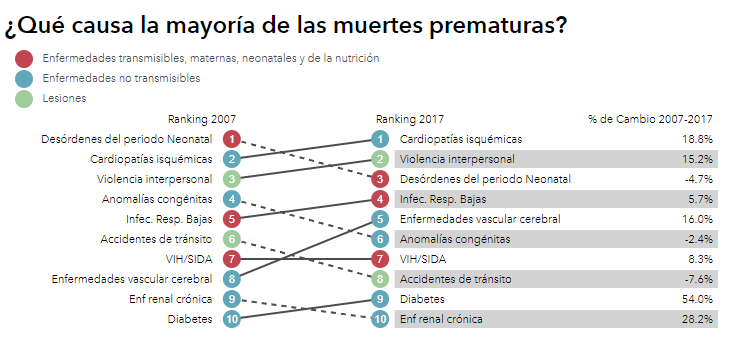 ¿Qué causa la mayoría de las muertes prematuras?
Enfermedades transmisibles, maternas, neonatales y de la nutrición
Enfermedades no transmisibles
Lesiones
Ranking 2007 Ranking 2017 % de Cambio 2007-2017
Desórdenes del periodo Neonatal 1 1 Cardiopatías isquémicas 18.8%
Cardiopatías isquémicas 2 2 Violencia interpersonal 15.2%
Violencia interpersonal 3 3 Desórdenes del periodo Neonatal -4.7%
Anomalías congénitas 4 4 Infec. Resp. Bajas 5.7%
Infec. Resp. Bajas 5 5 Enfermedades vascular cerebral 16.0%
Accidentes de tránsito 6 6 Anomalías congénitas -2.4%
VIH/SIDA 7 7 VIH/SIDA 8.3%
Enfermedades vascular cerebral 8 8 Accidentes de tránsito -7.6%
Enf renal crónica 9 9 Diabetes 54.0%
Diabetes 10 10 Enf renal crónica 28.2%